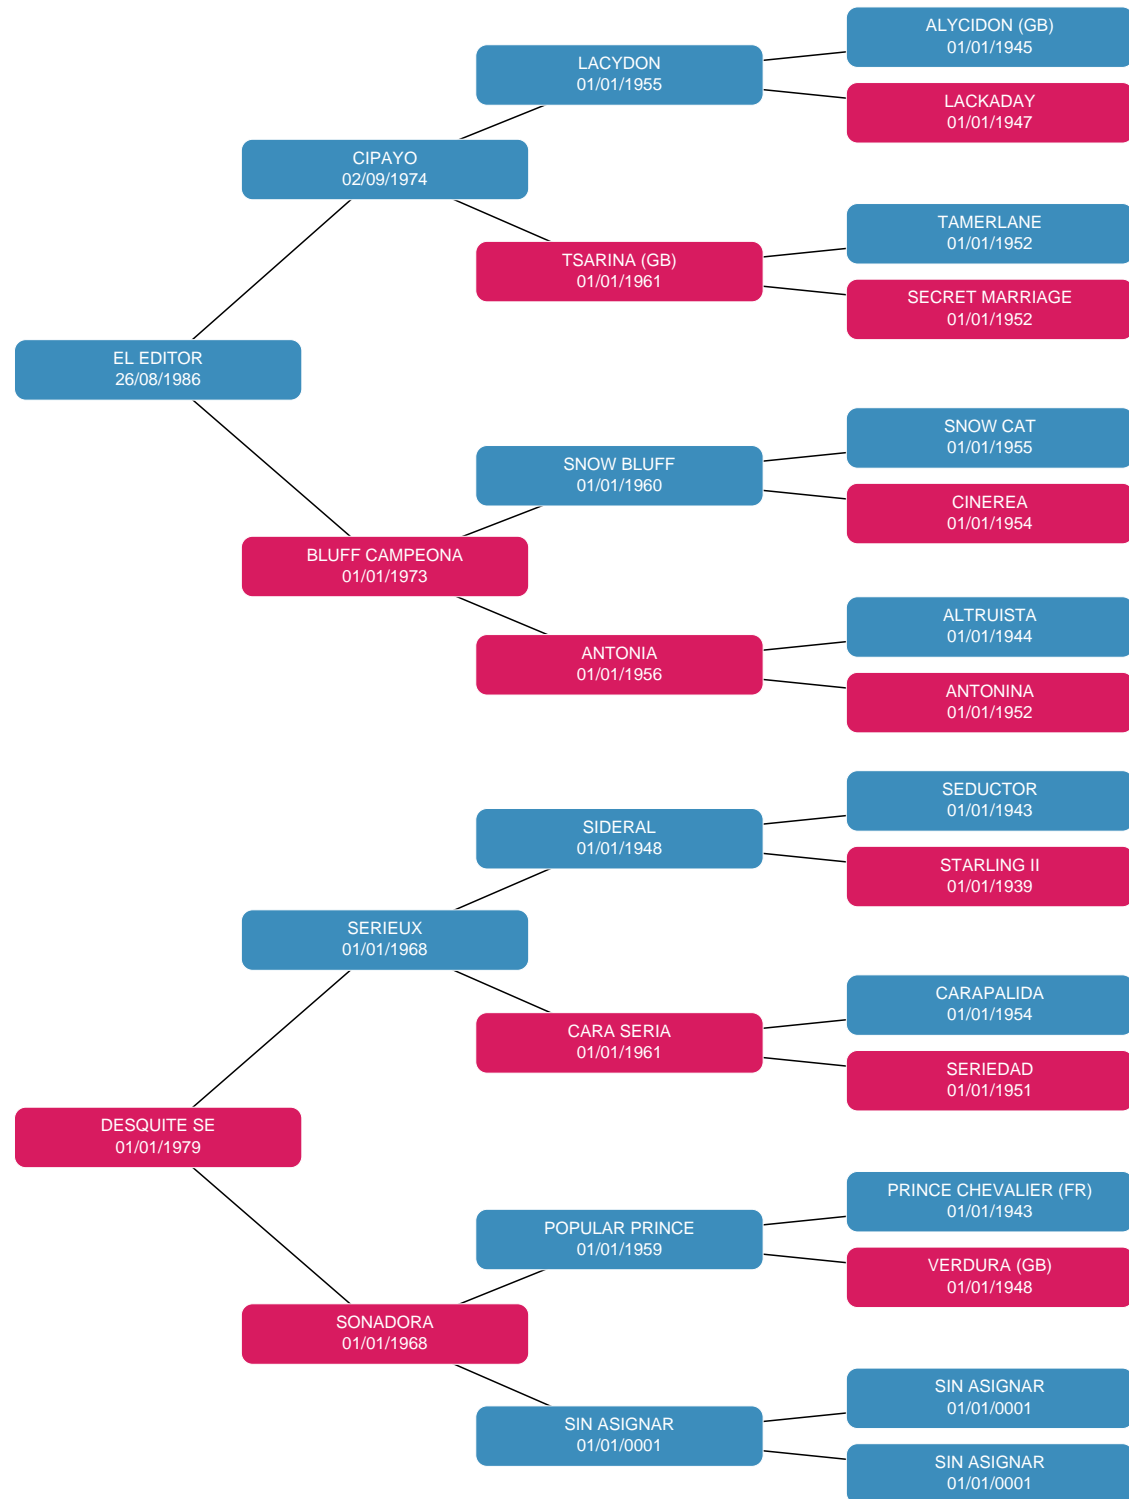 ALYCIDON (GB)
01/01/1945
LACYDON
01/01/1955
LACKADAY
01/01/1947
CIPAYO
02/09/1974
TAMERLANE
01/01/1952
TSARINA (GB)
01/01/1961
SECRET MARRIAGE
01/01/1952
EL EDITOR
26/08/1986
SNOW CAT
01/01/1955
SNOW BLUFF
01/01/1960
CINEREA
01/01/1954
BLUFF CAMPEONA
01/01/1973
ALTRUISTA
01/01/1944
ANTONIA
01/01/1956
ANTONINA
01/01/1952
SEDUCTOR
01/01/1943
SIDERAL
01/01/1948
STARLING II
01/01/1939
SERIEUX
01/01/1968
CARAPALIDA
01/01/1954
CARA SERIA
01/01/1961
SERIEDAD
01/01/1951
DESQUITE SE
01/01/1979
PRINCE CHEVALIER (FR)
01/01/1943
POPULAR PRINCE
01/01/1959
VERDURA (GB)
01/01/1948
SONADORA
01/01/1968
SIN ASIGNAR
01/01/0001
SIN ASIGNAR
01/01/0001
SIN ASIGNAR
01/01/0001